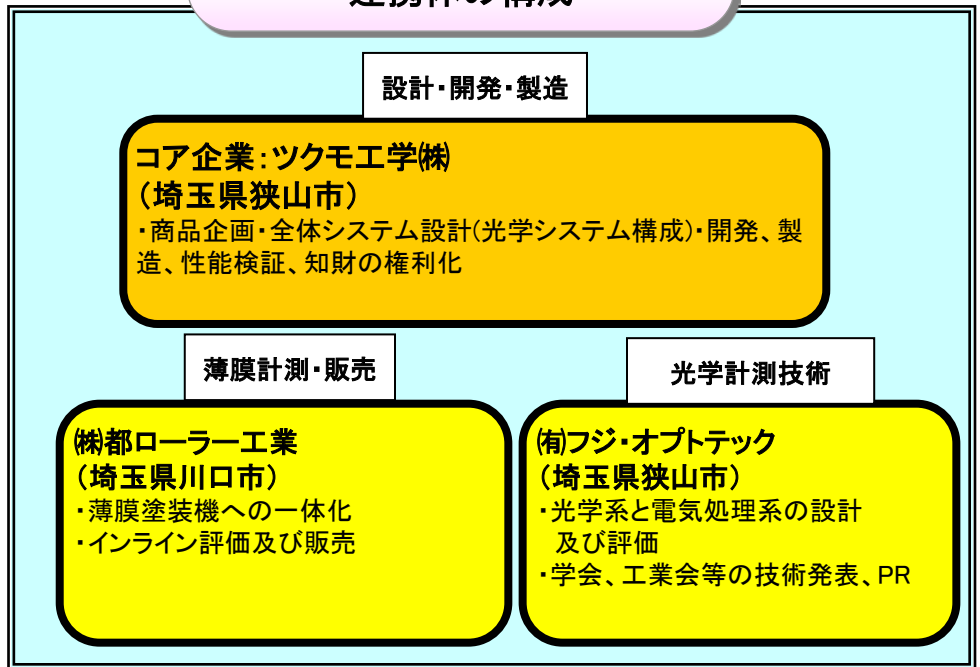 連携体の構成
設計・開発・製造
コア企業：ツクモ工学㈱
（埼玉県狭山市）
・商品企画・全体システム設計(光学システム構成)・開発、製
造、性能検証、知財の権利化
薄膜計測・販売
光学計測技術
㈱都ローラー工業
（埼玉県川口市）
・薄膜塗装機への一体化
・インライン評価及び販売
㈲フジ・オプトテック
（埼玉県狭山市）
・光学系と電気処理系の設計
及び評価
・学会、工業会等の技術発表、PR